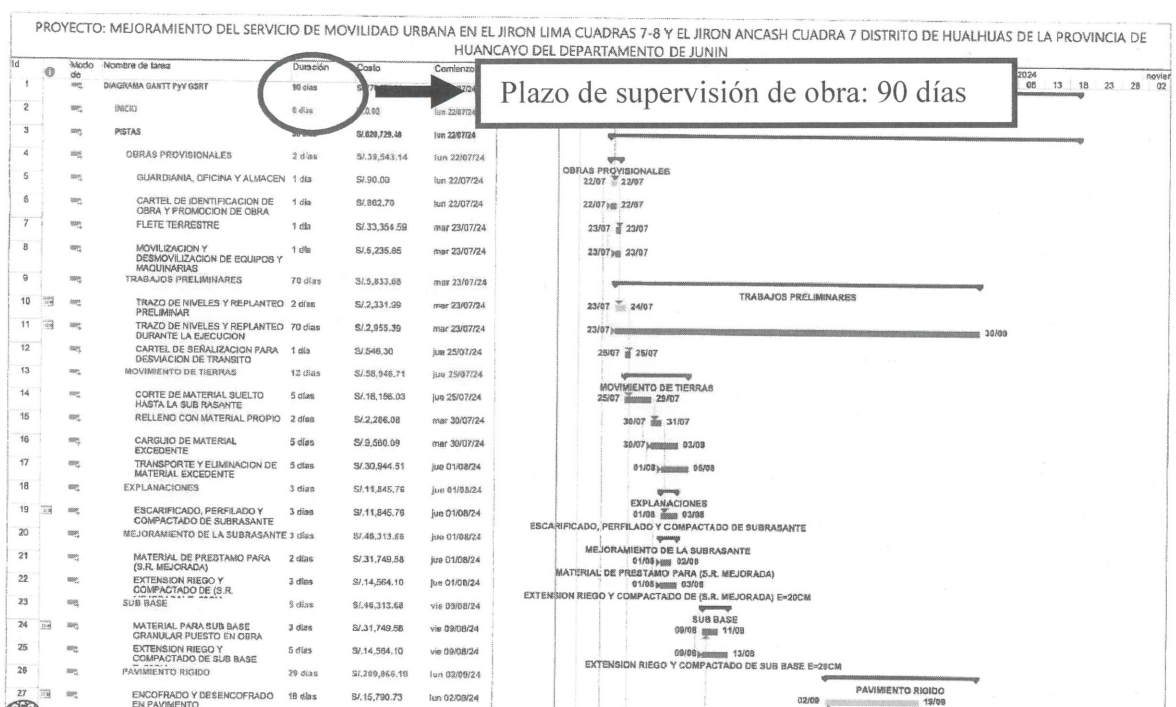 PROYECTO: MEJORAMIENTO DEL SERVICIO DE MOVILIDAD URBANA EN EL JIRON LIMA CUADRAS 7-8 Y EL JIRON ANCASH CUADRA 7 DISTRITO DE HUALHUAS DE LA PROVINCIA DE
HUANCAYO DEL DEPARTAMENTO DE JUNIN
Id Modo de Nombre de tarea Duración Costo Comienzo 2024 novier
08 13 18 23 28 02
Plazo de supervisión de obra: 90 días
1 DIAGRAMA GANTT PyV GSRT 90 días
2 INICIO 0 días lun 22/07/24
3 PISTAS S/.620,729.48 lun 22/07/24
4 OBRAS PROVISIONALES 2 días S/.39,543.14 lun 22/07/24
OBRAS PROVISIONALES
5 GUARDIANIA, OFICINA Y ALMACEN 1 día S/.90.00 lun 22/07/24 22/07 22/07
6 CARTEL DE IDENTIFICACION DE OBRA Y PROMOCION DE OBRA 1 día S/.862.70 lun 22/07/24 22/07 22/07
7 FLETE TERRESTRE 1 día S/.33,354.59 mar 23/07/24 23/07 23/07
8 MOVILIZACION Y DESMOVILIZACION DE EQUIPOS Y MAQUINARIAS 1 día S/.5,235.85 mar 23/07/24 23/07 23/07
9 TRABAJOS PRELIMINARES 70 días S/.5,833.68 mar 23/07/24
TRABAJOS PRELIMINARES
10 TRAZO DE NIVELES Y REPLANTEO PRELIMINAR 2 días S/.2,331.99 mar 23/07/24 23/07 24/07
11 TRAZO DE NIVELES Y REPLANTEO DURANTE LA EJECUCION 70 días S/.2,955.39 mar 23/07/24 23/07 30/09
12 CARTEL DE SEÑALIZACION PARA DESVIACION DE TRANSITO 1 día S/.546.30 jue 25/07/24 25/07 25/07
13 MOVIMIENTO DE TIERRAS 12 días S/.58,946.71 jue 25/07/24
MOVIMIENTO DE TIERRAS
14 CORTE DE MATERIAL SUELTO HASTA LA SUB RASANTE 5 días S/.16,156.03 jue 25/07/24 25/07 29/07
15 RELLENO CON MATERIAL PROPIO 2 días S/.2,286.08 mar 30/07/24 30/07 31/07
16 CARGUIO DE MATERIAL EXCEDENTE 5 días S/.9,560.09 mar 30/07/24 30/07 03/08
17 TRANSPORTE Y ELIMINACION DE MATERIAL EXCEDENTE 5 días S/.30,944.51 jue 01/08/24 01/08 05/08
18 EXPLANACIONES 3 días S/.11,845.76 jue 01/08/24
EXPLANACIONES
19 ESCARIFICADO, PERFILADO Y COMPACTADO DE SUBRASANTE 3 días S/.11,845.76 jue 01/08/24 01/08 03/08
ESCARIFICADO, PERFILADO Y COMPACTADO DE SUBRASANTE
20 MEJORAMIENTO DE LA SUBRASANTE 3 días S/.46,313.68 jue 01/08/24
MEJORAMIENTO DE LA SUBRASANTE
21 MATERIAL DE PRESTAMO PARA (S.R. MEJORADA) 2 días S/.31,749.58 jue 01/08/24 01/08 02/08
MATERIAL DE PRESTAMO PARA (S.R. MEJORADA)
22 EXTENSION RIEGO Y COMPACTADO DE (S.R. 3 días S/.14,564.10 jue 01/08/24 01/08 03/08
EXTENSION RIEGO Y COMPACTADO DE (S.R. MEJORADA) E=20CM
23 SUB BASE 5 días S/.46,313.68 vie 09/08/24
SUB BASE
24 MATERIAL PARA SUB BASE GRANULAR PUESTO EN OBRA 3 días S/.31,749.58 vie 09/08/24 09/08 11/08
25 EXTENSION RIEGO Y COMPACTADO DE SUB BASE 5 días S/.14,564.10 vie 09/08/24 09/08 13/08
EXTENSION RIEGO Y COMPACTADO DE SUB BASE E=20CM
26 PAVIMIENTO RIGIDO 29 días S/.209,866.10 lun 02/09/24
PAVIMIENTO RIGIDO
27 ENCOFRADO Y DESENCOFRADO EN PAVIMENTO 18 días S/.15,790.73 lun 02/09/24 02/09 19/09